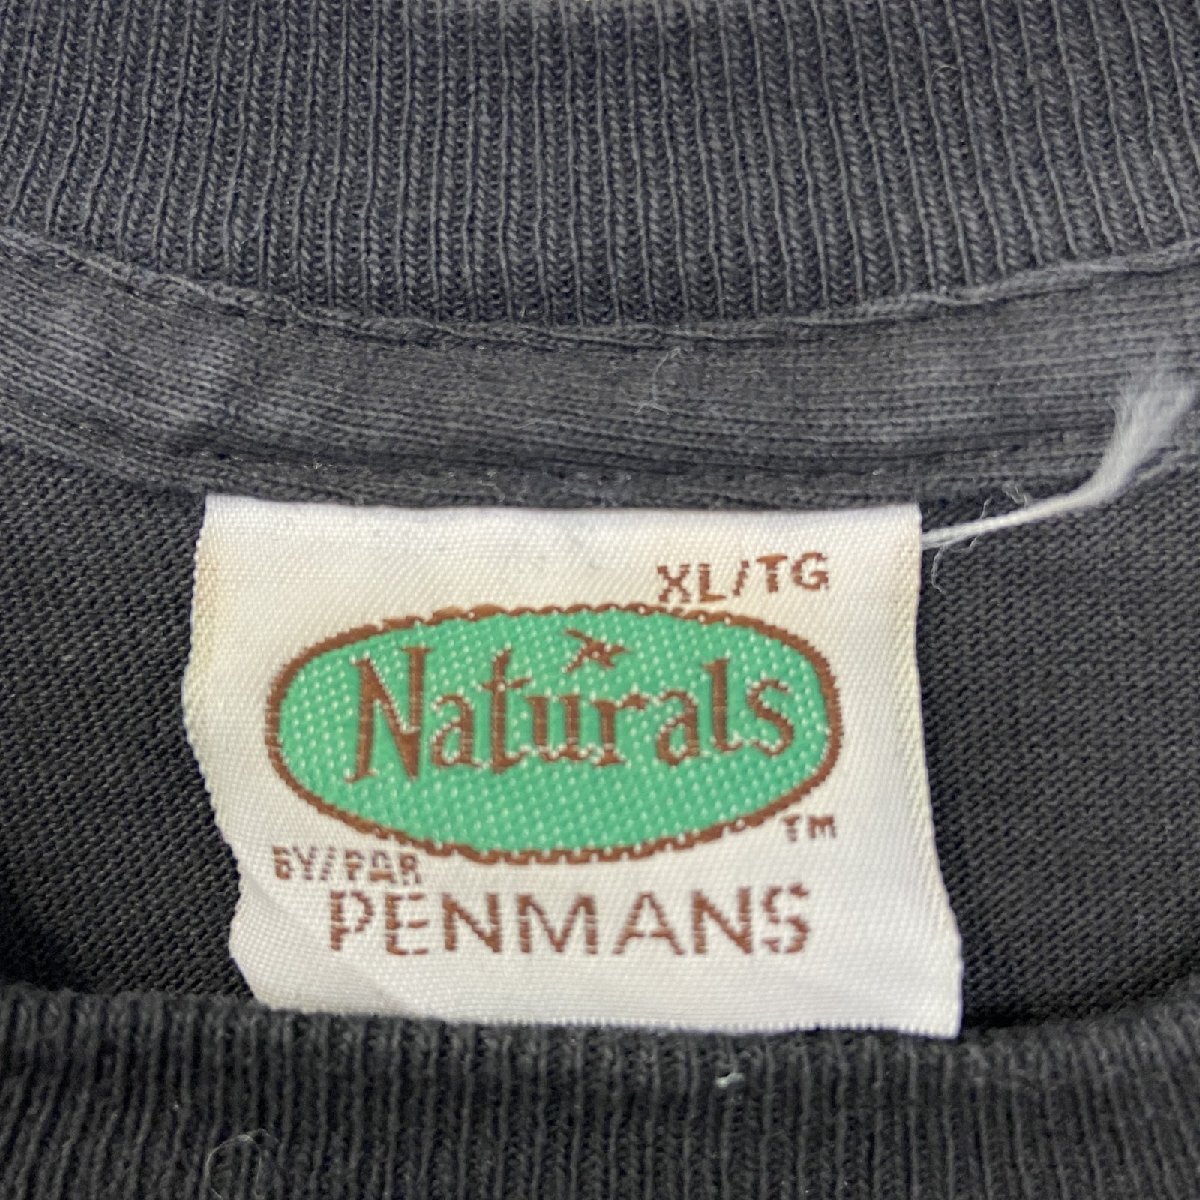 XL/TG
Naturals
TM
BY/PAR
PENMANS